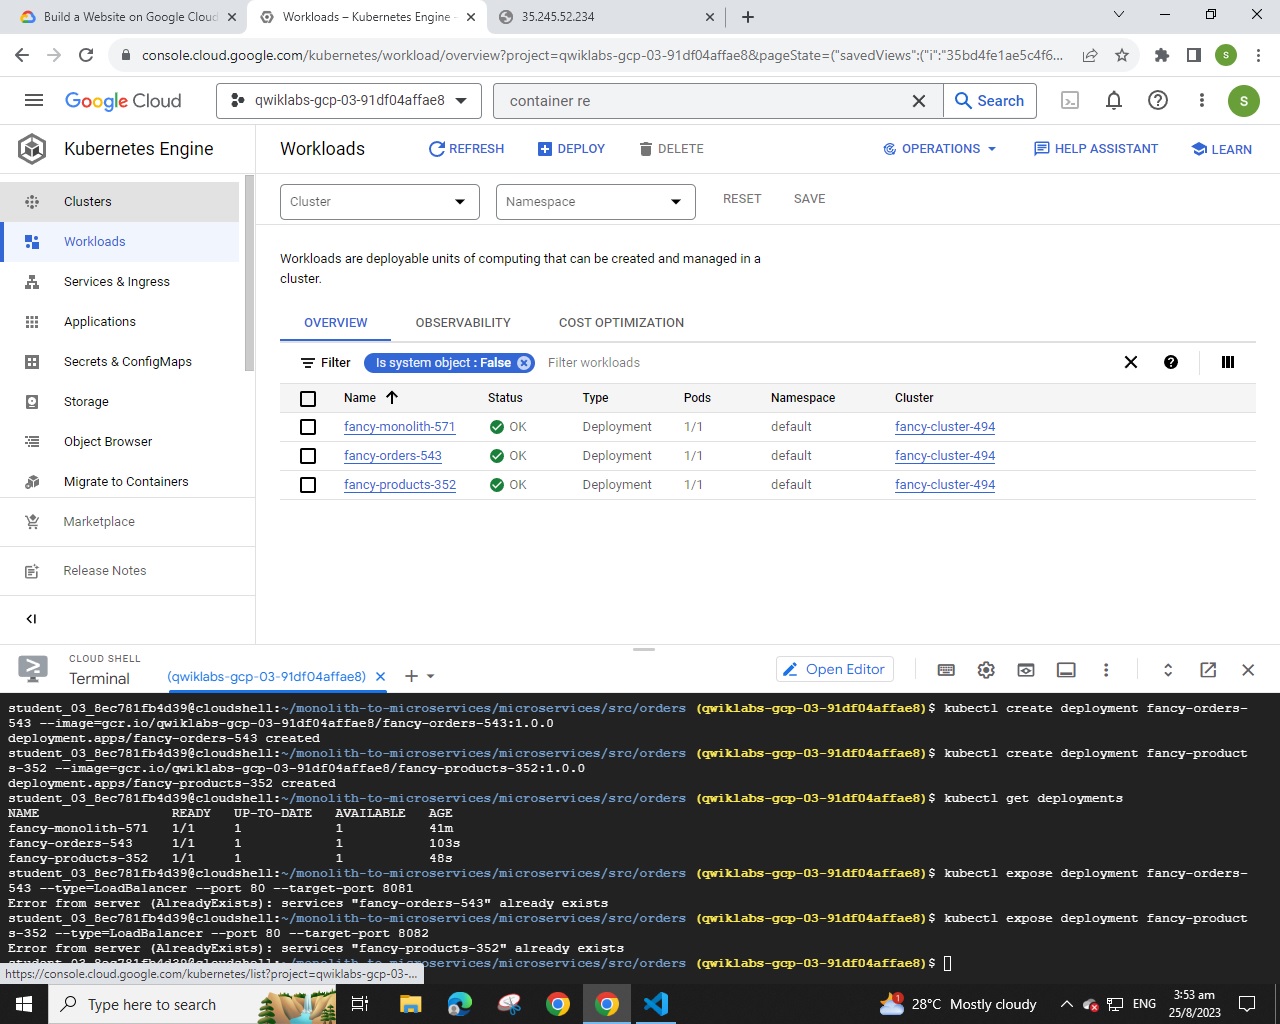 Build a Website on Google Cloud
Workloads – Kubernetes Engine -
35.245.52.234
console.cloud.google.com/kubernetes/workload/overview?project=qwiklabs-gcp-03-91df04affae8&pageState=("savedViews":("i":"35bd4fe1ae5c4f6...
S
Google Cloud
qwiklabs-gcp-03-91df04affae8
container re
Search
S
Kubernetes Engine
Workloads
REFRESH
DEPLOY
DELETE
OPERATIONS
HELP ASSISTANT
LEARN
Clusters
Workloads
Services & Ingress
Applications
Secrets & ConfigMaps
Storage
Object Browser
Migrate to Containers
Marketplace
Release Notes
Cluster
Namespace
RESET
SAVE
Workloads are deployable units of computing that can be created and managed in a
cluster.
OVERVIEW
OBSERVABILITY
COST OPTIMIZATION
Filter
Is system object : False
Filter workloads
Name Status Type Pods Namespace Cluster
fancy-monolith-571 OK Deployment 1/1 default fancy-cluster-494
fancy-orders-543 OK Deployment 1/1 default fancy-cluster-494
fancy-products-352 OK Deployment 1/1 default fancy-cluster-494
CLOUD SHELL
Terminal
(qwiklabs-gcp-03-91df04affae8)
Open Editor
student_03_8ec781fb4d39@cloudshell:~/monolith-to-microservices/microservices/src/orders (qwiklabs-gcp-03-91df04affae8)$ kubectl create deployment fancy-orders-
543 --image=gcr.io/qwiklabs-gcp-03-91df04affae8/fancy-orders-543:1.0.0
deployment.apps/fancy-orders-543 created
student_03_8ec781fb4d39@cloudshell:~/monolith-to-microservices/microservices/src/orders (qwiklabs-gcp-03-91df04affae8)$ kubectl create deployment fancy-product
s-352 --image=gcr.io/qwiklabs-gcp-03-91df04affae8/fancy-products-352:1.0.0
deployment.apps/fancy-products-352 created
student_03_8ec781fb4d39@cloudshell:~/monolith-to-microservices/microservices/src/orders (qwiklabs-gcp-03-91df04affae8)$ kubectl get deployments
NAME READY UP-TO-DATE AVAILABLE AGE
fancy-monolith-571 1/1 1 1 41m
fancy-orders-543 1/1 1 1 103s
fancy-products-352 1/1 1 1 48s
student_03_8ec781fb4d39@cloudshell:~/monolith-to-microservices/microservices/src/orders (qwiklabs-gcp-03-91df04affae8)$ kubectl expose deployment fancy-orders-
543 --type=LoadBalancer --port 80 --target-port 8081
Error from server (AlreadyExists): services "fancy-orders-543" already exists
student_03_8ec781fb4d39@cloudshell:~/monolith-to-microservices/microservices/src/orders (qwiklabs-gcp-03-91df04affae8)$ kubectl expose deployment fancy-product
s-352 --type=LoadBalancer --port 80 --target-port 8082
Error from server (AlreadyExists): services "fancy-products-352" already exists
/microservices/src/orders (qwiklabs-gcp-03-91df04affae8)$
https://console.cloud.google.com/kubernetes/list?project=qwiklabs-gcp-03-...
Type here to search
1
28°C Mostly cloudy
ENG
3:53 am
25/8/2023